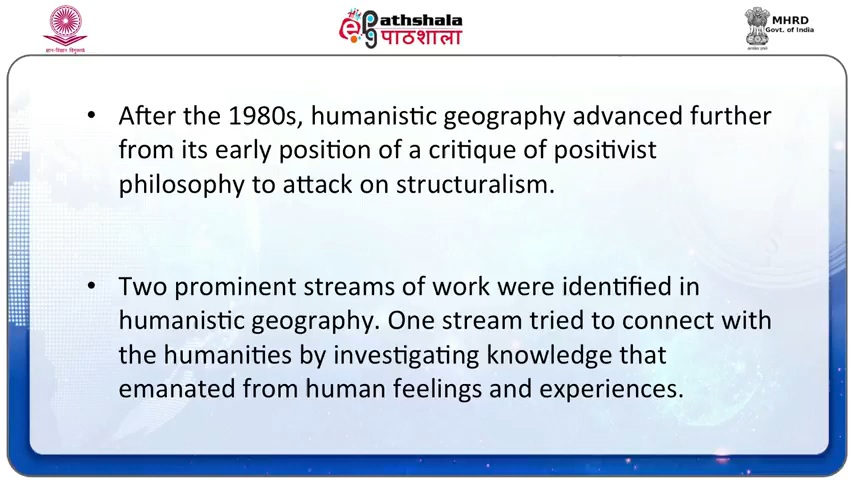 ज्ञान-विज्ञान विमुक्तये
ePathshala
पाठशाला
MHRD
Govt. of India
• After the 1980s, humanistic geography advanced further
from its early position of a critique of positivist
philosophy to attack on structuralism.
• Two prominent streams of work were identified in
humanistic geography. One stream tried to connect with
the humanities by investigating knowledge that
emanated from human feelings and experiences.